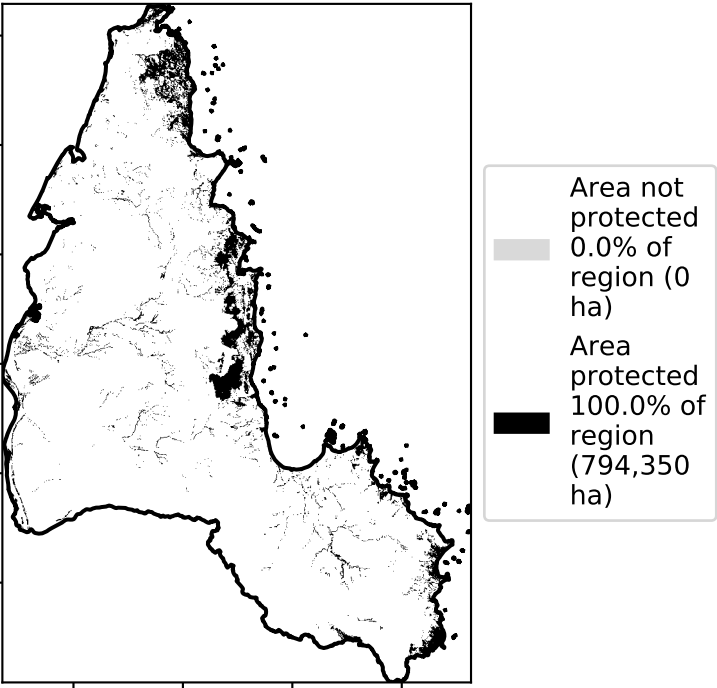 Area not
protected
0.0% of
region (0
ha)
Area
protected
100.0% of
region
(794,350
ha)